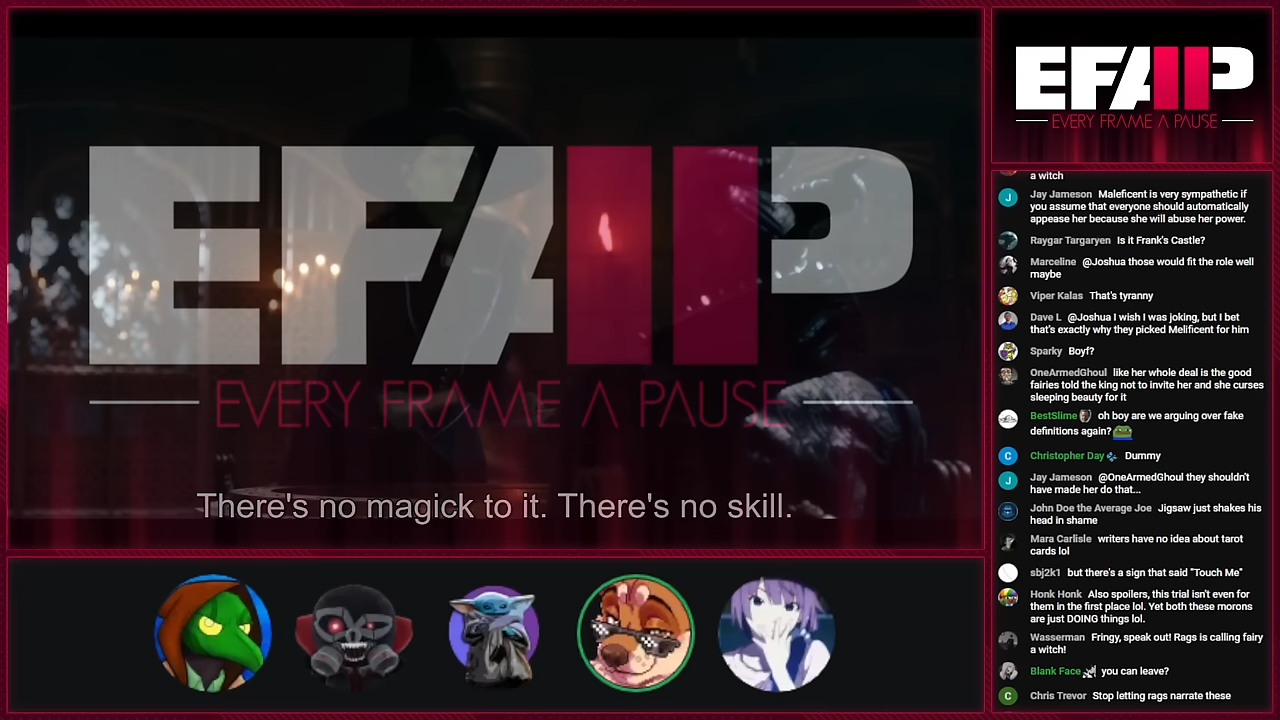 EFAP
EVERY FRAME A PAUSE
There's no magick to it. There's no skill.
EFAP
EVERY FRAME A PAUSE
a witch
J
Jay Jameson Maleficent is very sympathetic if
you assume that everyone should automatically
appease her because she will abuse her power.
Raygar Targaryen Is it Frank's Castle?
Marceline @Joshua those would fit the role well
maybe
Viper Kalas That's tyranny
Dave L @Joshua I wish I was joking, but I bet
that's exactly why they picked Melificent for him
Sparky Boyf?
OneArmedGhoul like her whole deal is the good
fairies told the king not to invite her and she curses
sleeping beauty for it
BestSlime oh boy are we arguing over fake
definitions again?
C
Christopher Day Dummy
J
Jay Jameson @OneArmedGhoul they shouldn't
have made her do that...
John Doe the Average Joe Jigsaw just shakes his
head in shame
Mara Carlisle writers have no idea about tarot
cards lol
sbj2k1 but there's a sign that said "Touch Me"
Honk Honk Also spoilers, this trial isn't even for
them in the first place lol. Yet both these morons
are just DOING things lol.
Wasserman Fringy, speak out! Rags is calling fairy
a witch!
Blank Face you can leave?
C
Chris Trevor Stop letting rags narrate these